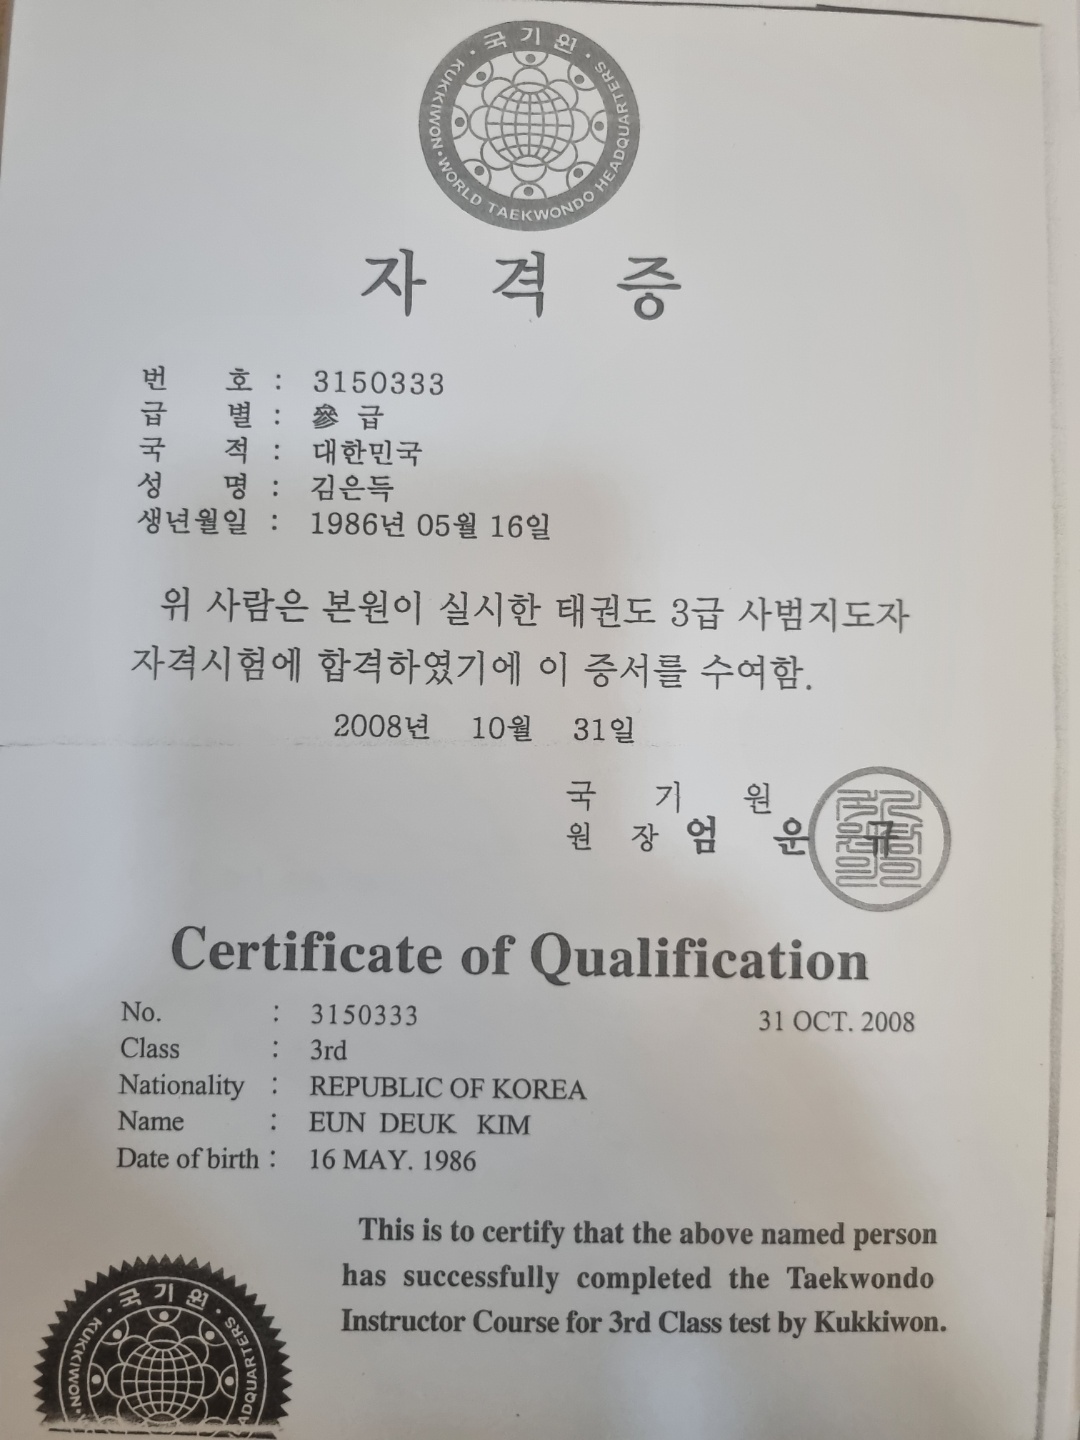 · 국기원 ·
KUKKIWON · WORLD TAEKWONDO HEADQUARTERS
자 격 증
번 호 : 3150333
급 별 : 參 급
국 적 : 대한민국
성 명 : 김은득
생년월일 : 1986년 05월 16일
위 사람은 본원이 실시한 태권도 3급 사범지도자
자격시험에 합격하였기에 이 증서를 수여함.
2008년 10월 31일
국 기 원
원 장 엄 운 규
Certificate of Qualification
No. : 3150333 31 OCT. 2008
Class : 3rd
Nationality : REPUBLIC OF KOREA
Name : EUN DEUK KIM
Date of birth : 16 MAY. 1986
This is to certify that the above named person
has successfully completed the Taekwondo
Instructor Course for 3rd Class test by Kukkiwon.
· 국기원 ·
KUKKIWON ·
ADQUARTERS